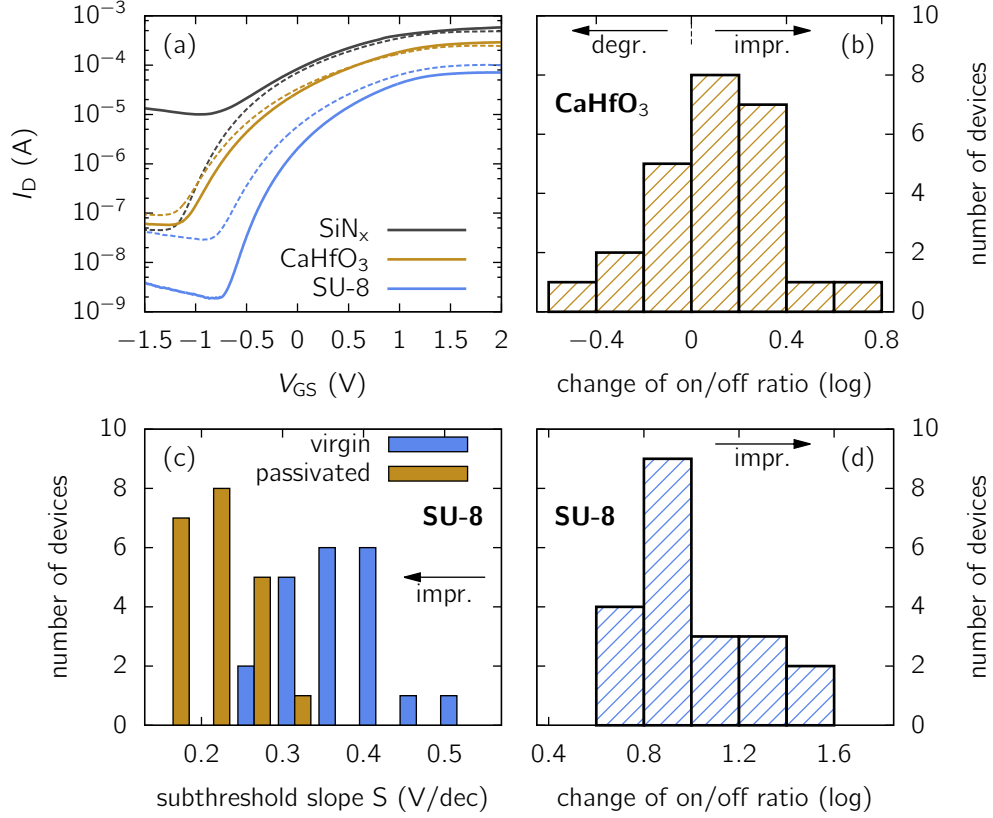 10⁻³
10⁻⁴
10⁻⁵
10⁻⁶
10⁻⁷
10⁻⁸
10⁻⁹
I_D (A)
(a)
SiNₓ
CaHfO₃
SU-8
−1.5 −1 −0.5 0 0.5 1 1.5 2
V_GS (V)
degr. impr.
(b)
CaHfO₃
10
8
6
4
2
0
number of devices
−0.4 0 0.4 0.8
change of on/off ratio (log)
10
8
6
4
2
0
number of devices
(c)
virgin
passivated
SU-8
impr.
0.2 0.3 0.4 0.5
subthreshold slope S (V/dec)
impr.
(d)
SU-8
10
8
6
4
2
0
number of devices
0.4 0.8 1.2 1.6
change of on/off ratio (log)